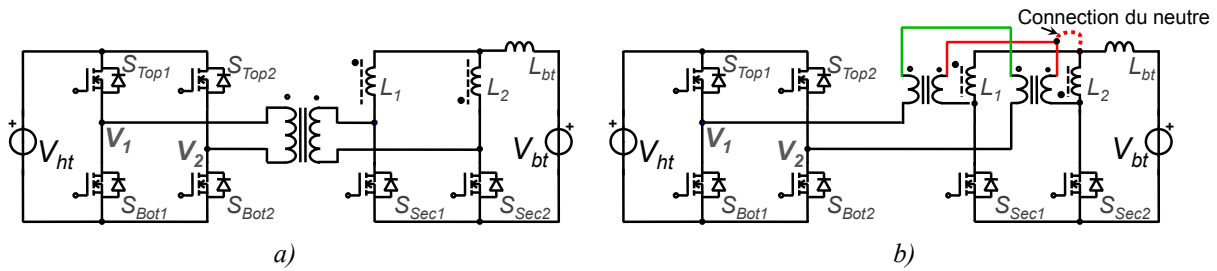 Connection du neutre
S_Top1 S_Top2 L_1 L_2 L_bt
V_ht V_1 V_2 V_bt
S_Bot1 S_Bot2 S_Sec1 S_Sec2
a)
S_Top1 S_Top2 L_1 L_2 L_bt
V_ht V_1 V_2 V_bt
S_Bot1 S_Bot2 S_Sec1 S_Sec2
b)